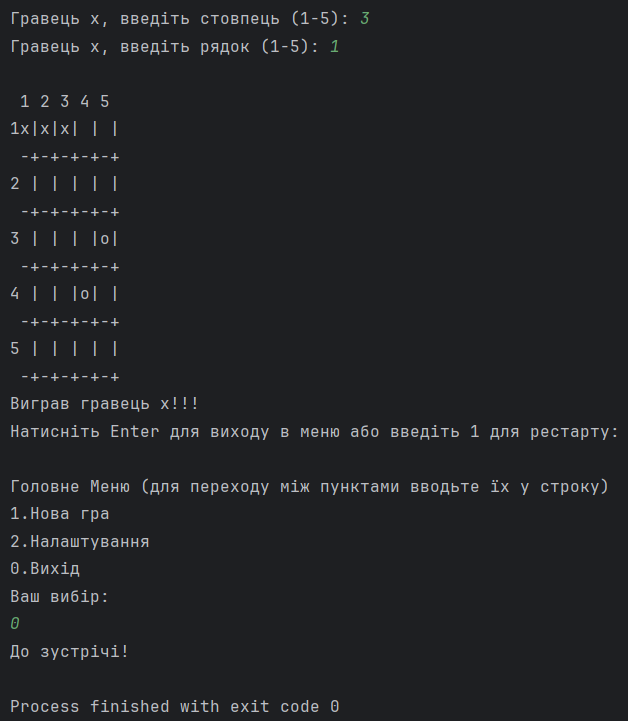 Гравець x, введіть стовпець (1-5): 3
Гравець x, введіть рядок (1-5): 1

 1 2 3 4 5
1x|x|x| | |
 -+-+-+-+-+
2 | | | | |
 -+-+-+-+-+
3 | | | |o|
 -+-+-+-+-+
4 | | |o| |
 -+-+-+-+-+
5 | | | | |
 -+-+-+-+-+
Виграв гравець x!!!
Натисніть Enter для виходу в меню або введіть 1 для рестарту:

Головне Меню (для переходу між пунктами вводьте їх у строку)
1.Нова гра
2.Налаштування
0.Вихід
Ваш вибір:
0
До зустрічі!

Process finished with exit code 0